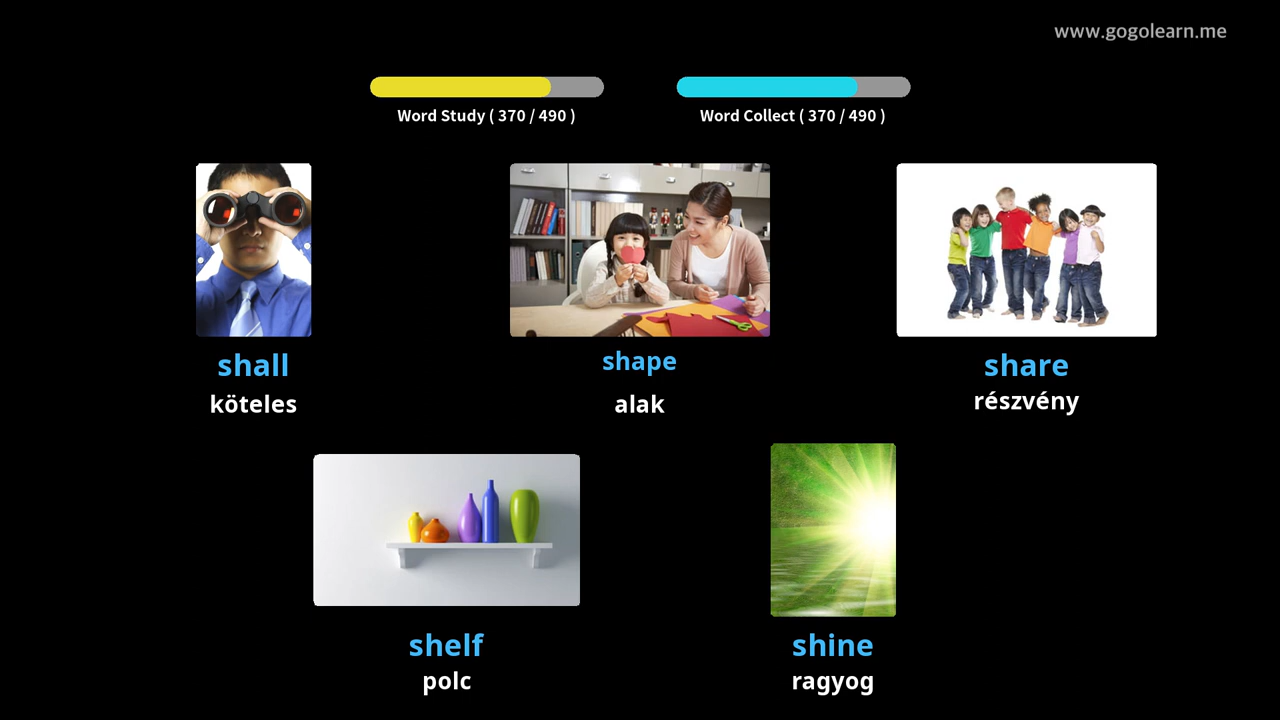 www.gogolearn.me
Word Study ( 370 / 490 )
Word Collect ( 370 / 490 )
shall
köteles
shape
alak
share
részvény
shelf
polc
shine
ragyog